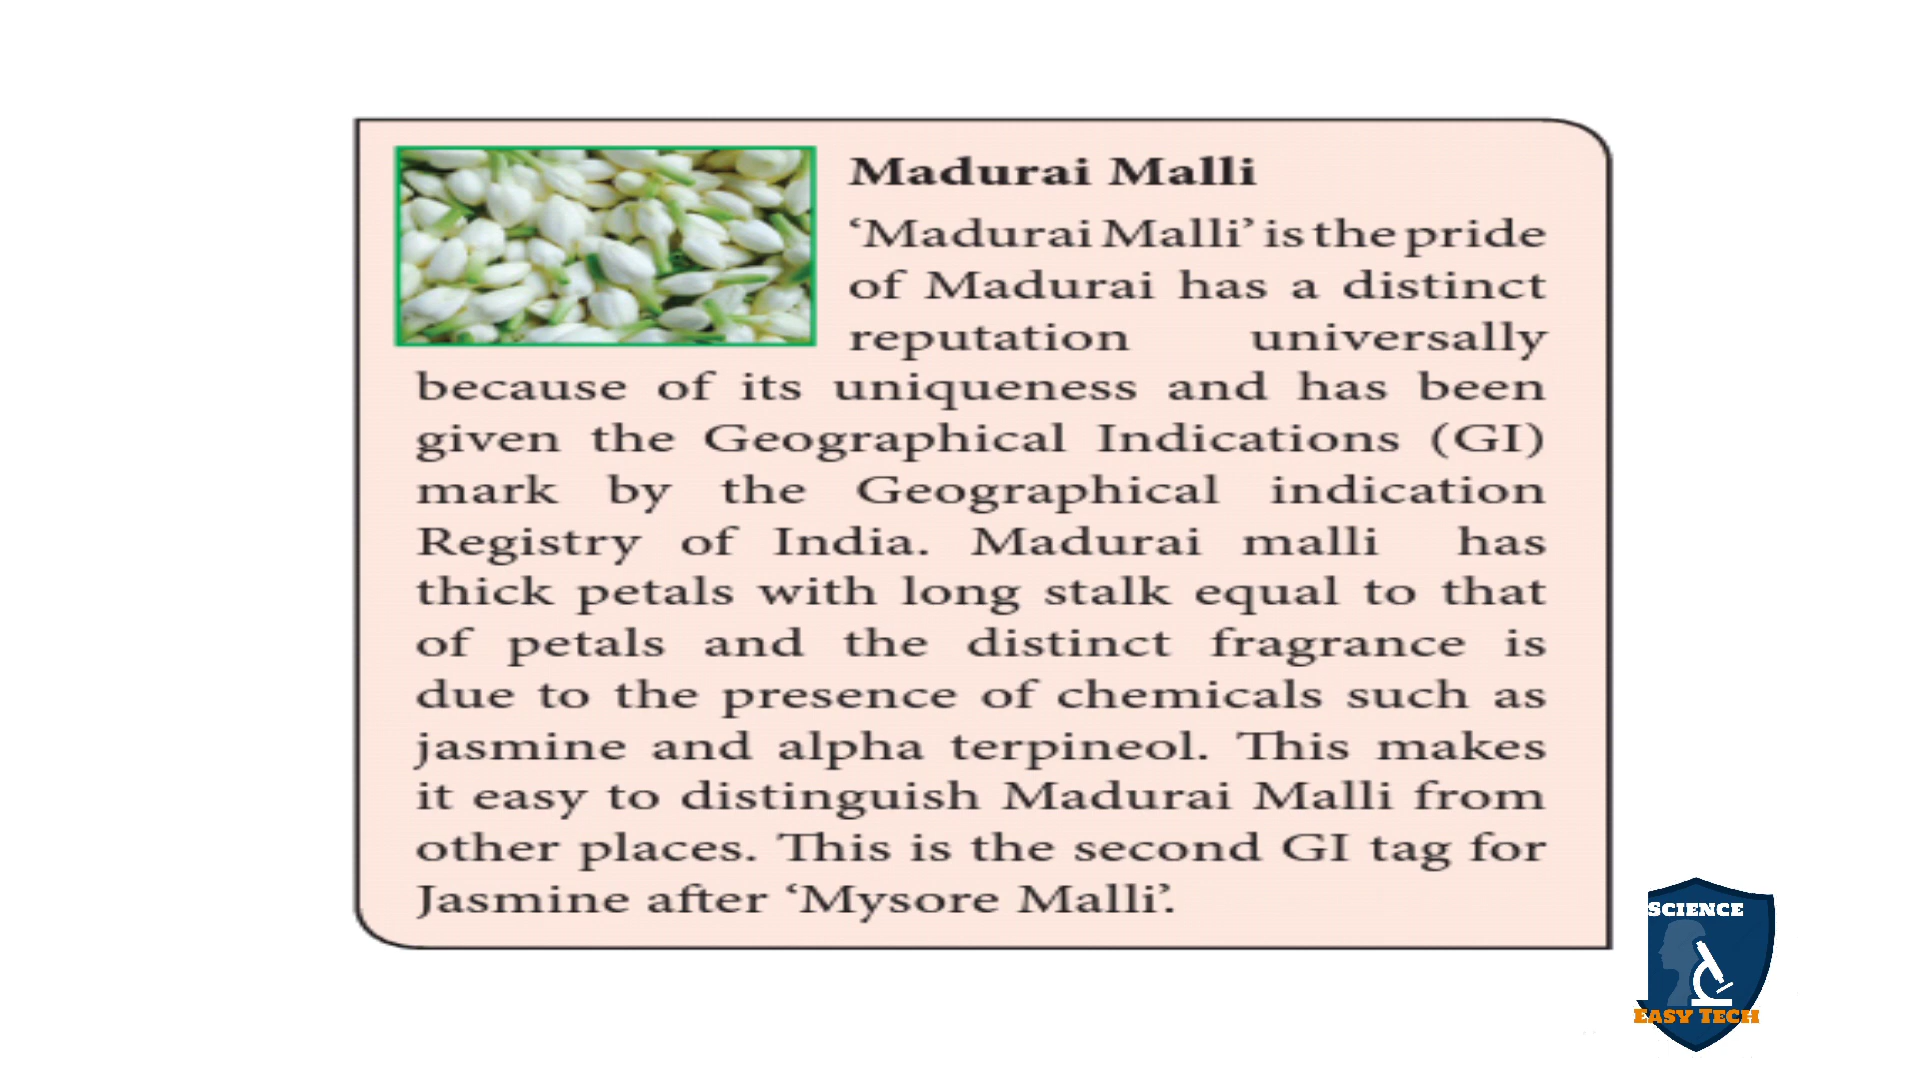 Madurai Malli
‘Madurai Malli’ is the pride
of Madurai has a distinct
reputation universally
because of its uniqueness and has been
given the Geographical Indications (GI)
mark by the Geographical indication
Registry of India. Madurai malli has
thick petals with long stalk equal to that
of petals and the distinct fragrance is
due to the presence of chemicals such as
jasmine and alpha terpineol. This makes
it easy to distinguish Madurai Malli from
other places. This is the second GI tag for
Jasmine after ‘Mysore Malli’.
SCIENCE
EASY TECH